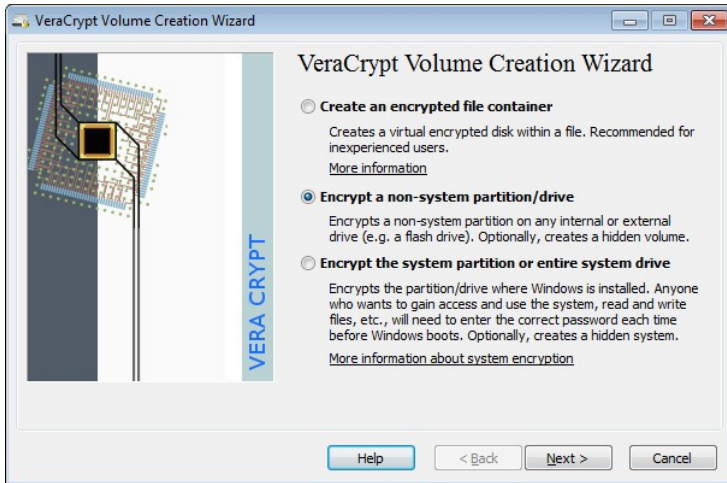 VeraCrypt Volume Creation Wizard
VERA CRYPT
VeraCrypt Volume Creation Wizard
Create an encrypted file container
Creates a virtual encrypted disk within a file. Recommended for
inexperienced users.
More information
Encrypt a non-system partition/drive
Encrypts a non-system partition on any internal or external
drive (e.g. a flash drive). Optionally, creates a hidden volume.
Encrypt the system partition or entire system drive
Encrypts the partition/drive where Windows is installed. Anyone
who wants to gain access and use the system, read and write
files, etc., will need to enter the correct password each time
before Windows boots. Optionally, creates a hidden system.
More information about system encryption
Help
< Back
Next >
Cancel